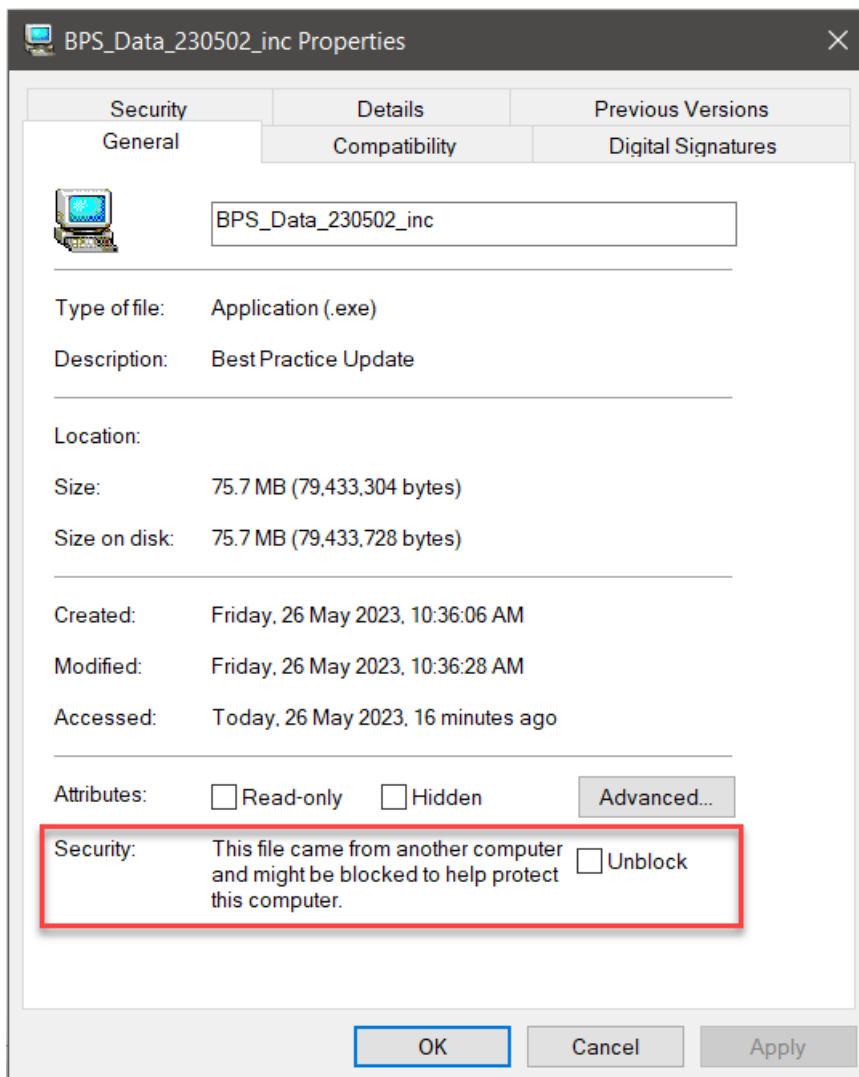 BPS_Data_230502_inc Properties
Security Details Previous Versions
General Compatibility Digital Signatures
BPS_Data_230502_inc
Type of file: Application (.exe)
Description: Best Practice Update
Location:
Size: 75.7 MB (79,433,304 bytes)
Size on disk: 75.7 MB (79,433,728 bytes)
Created: Friday, 26 May 2023, 10:36:06 AM
Modified: Friday, 26 May 2023, 10:36:28 AM
Accessed: Today, 26 May 2023, 16 minutes ago
Attributes: Read-only Hidden Advanced...
Security: This file came from another computer
and might be blocked to help protect
this computer.
Unblock
OK Cancel Apply